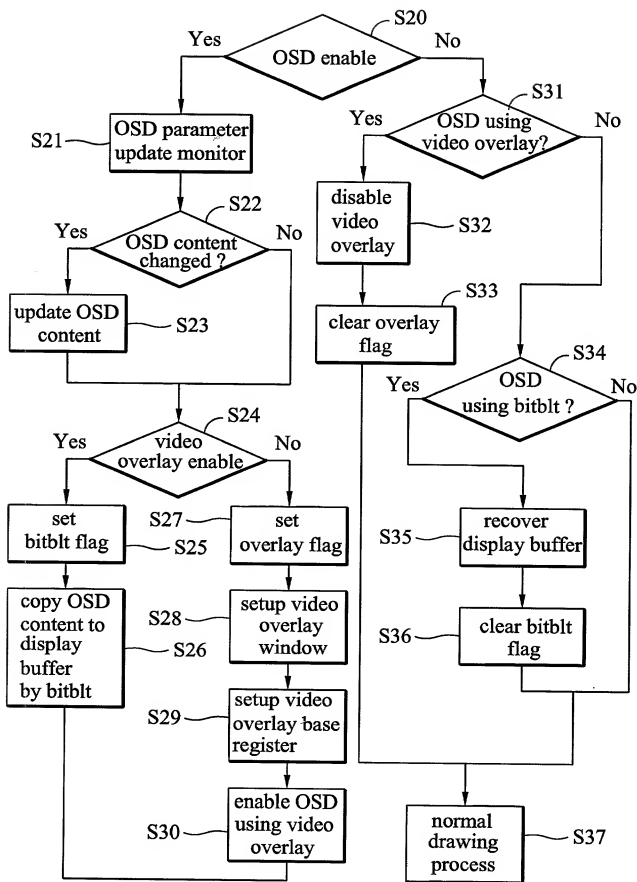 S20
Yes
No
OSD enable
S31
OSD using
video overlay?
Yes
No
S21
OSD parameter
update monitor
S32
disable
video
overlay
S22
Yes
No
OSD content
changed ?
S33
clear overlay
flag
update OSD
content
S23
S34
OSD
using bitblt ?
Yes
No
S24
Yes
No
video
overlay enable
set
bitblt flag
S25
S27
set
overlay flag
S35
recover
display buffer
copy OSD
content to
display
buffer
by bitblt
S26
S28
setup video
overlay
window
S36
clear bitblt
flag
S29
setup video
overlay base
register
S30
enable OSD
using video
overlay
normal
drawing
process
S37